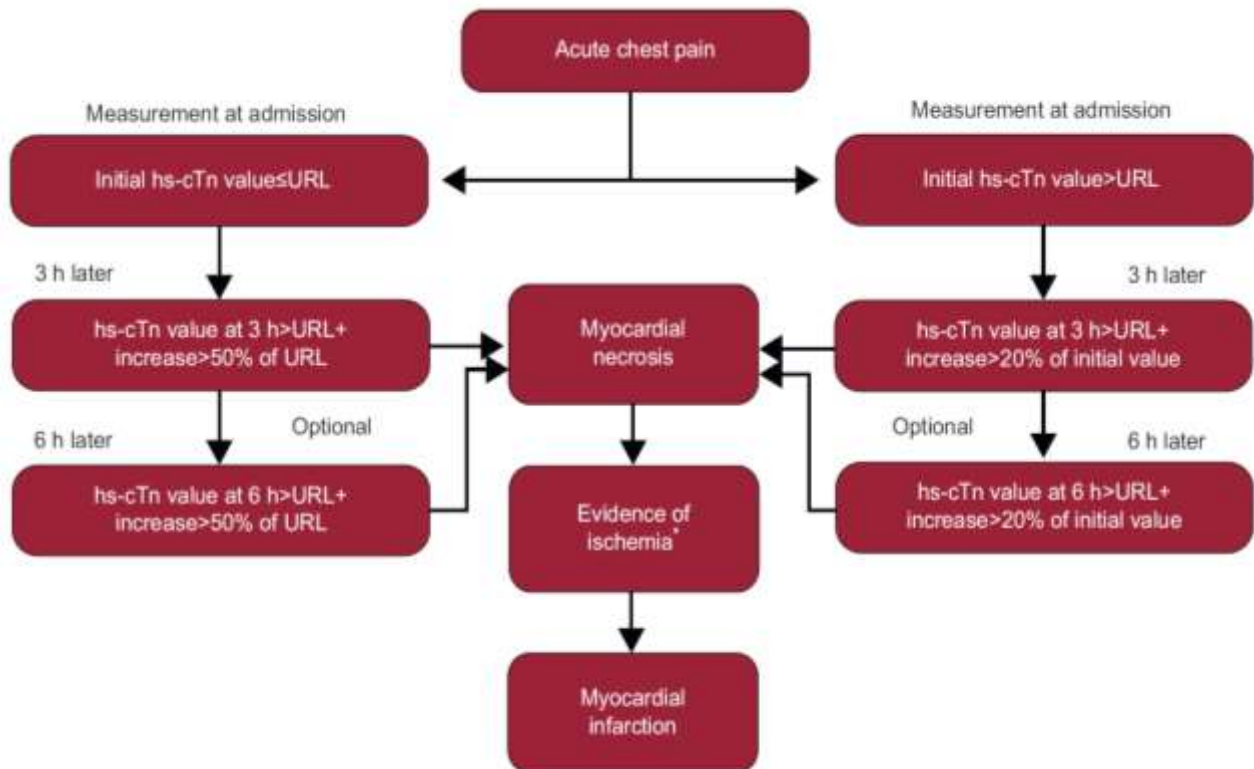 Acute chest pain
Measurement at admission
Measurement at admission
Initial hs-cTn value≤URL
Initial hs-cTn value>URL
3 h later
3 h later
hs-cTn value at 3 h>URL+
increase>50% of URL
Myocardial
necrosis
hs-cTn value at 3 h>URL+
increase>20% of initial value
6 h later
Optional
Optional
6 h later
hs-cTn value at 6 h>URL+
increase>50% of URL
Evidence of
ischemia*
hs-cTn value at 6 h>URL+
increase>20% of initial value
Myocardial
infarction